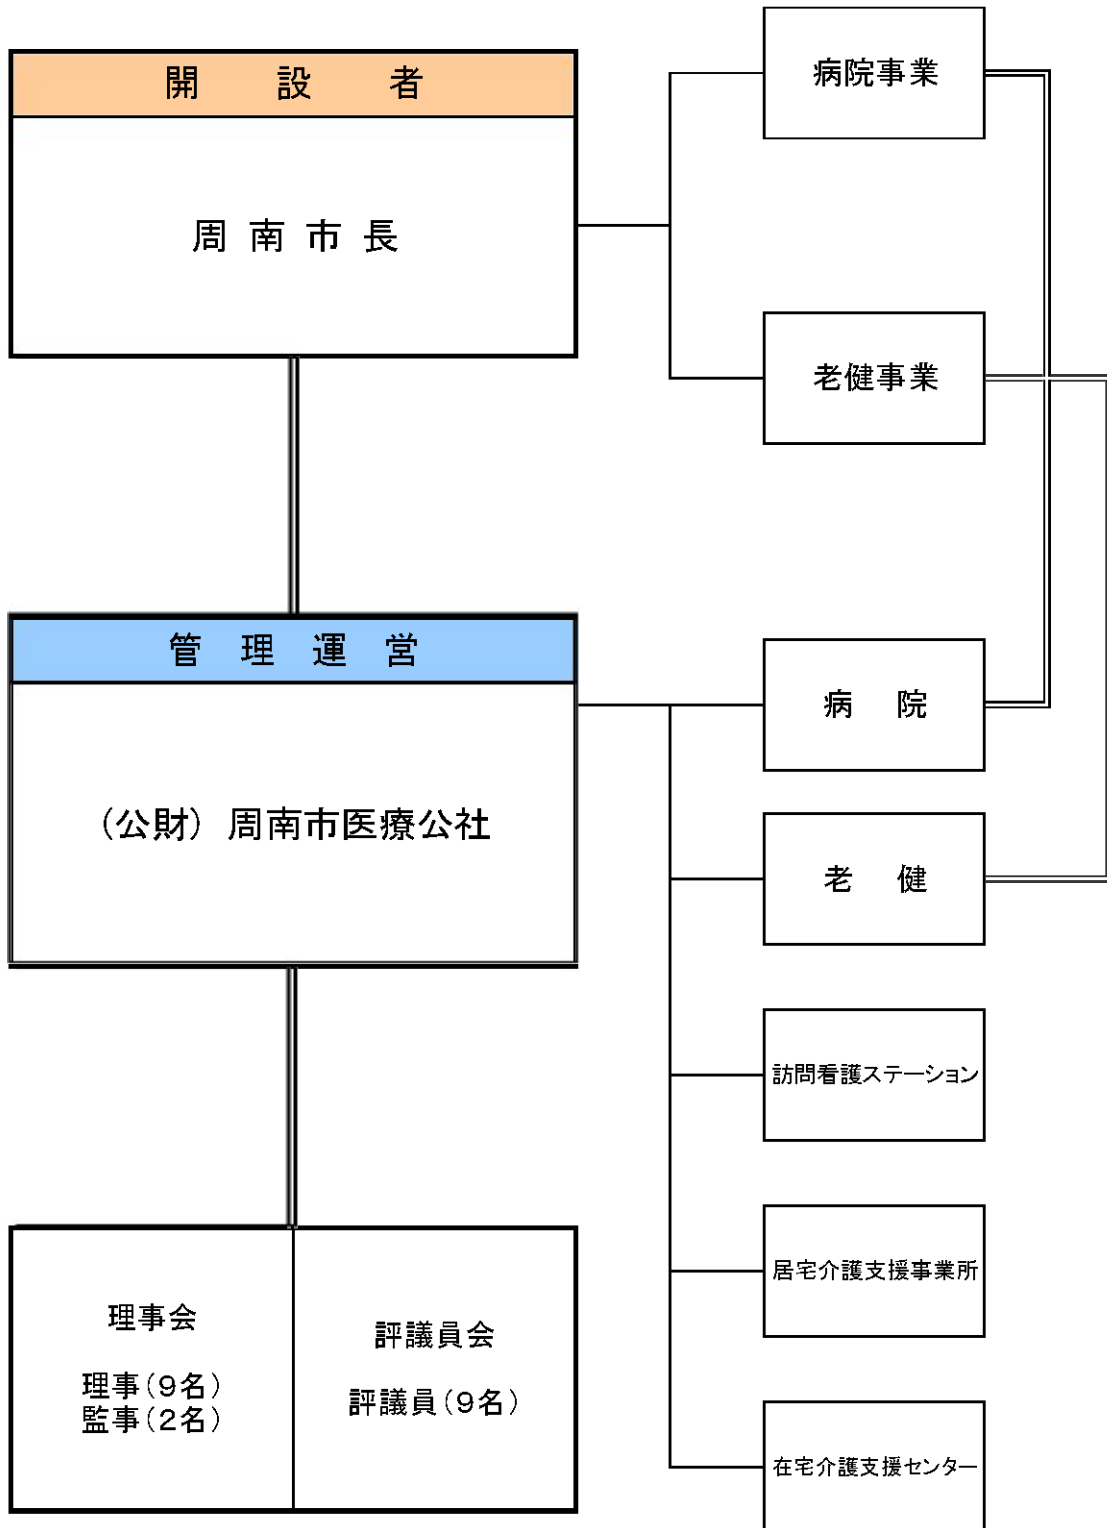 開 設 者
周 南 市 長
病院事業
老健事業
管 理 運 営
(公財) 周南市医療公社
病 院
老 健
訪問看護ステーション
居宅介護支援事業所
在宅介護支援センター
理事会
理事(9名)
監事(2名)
評議員会
評議員(9名)